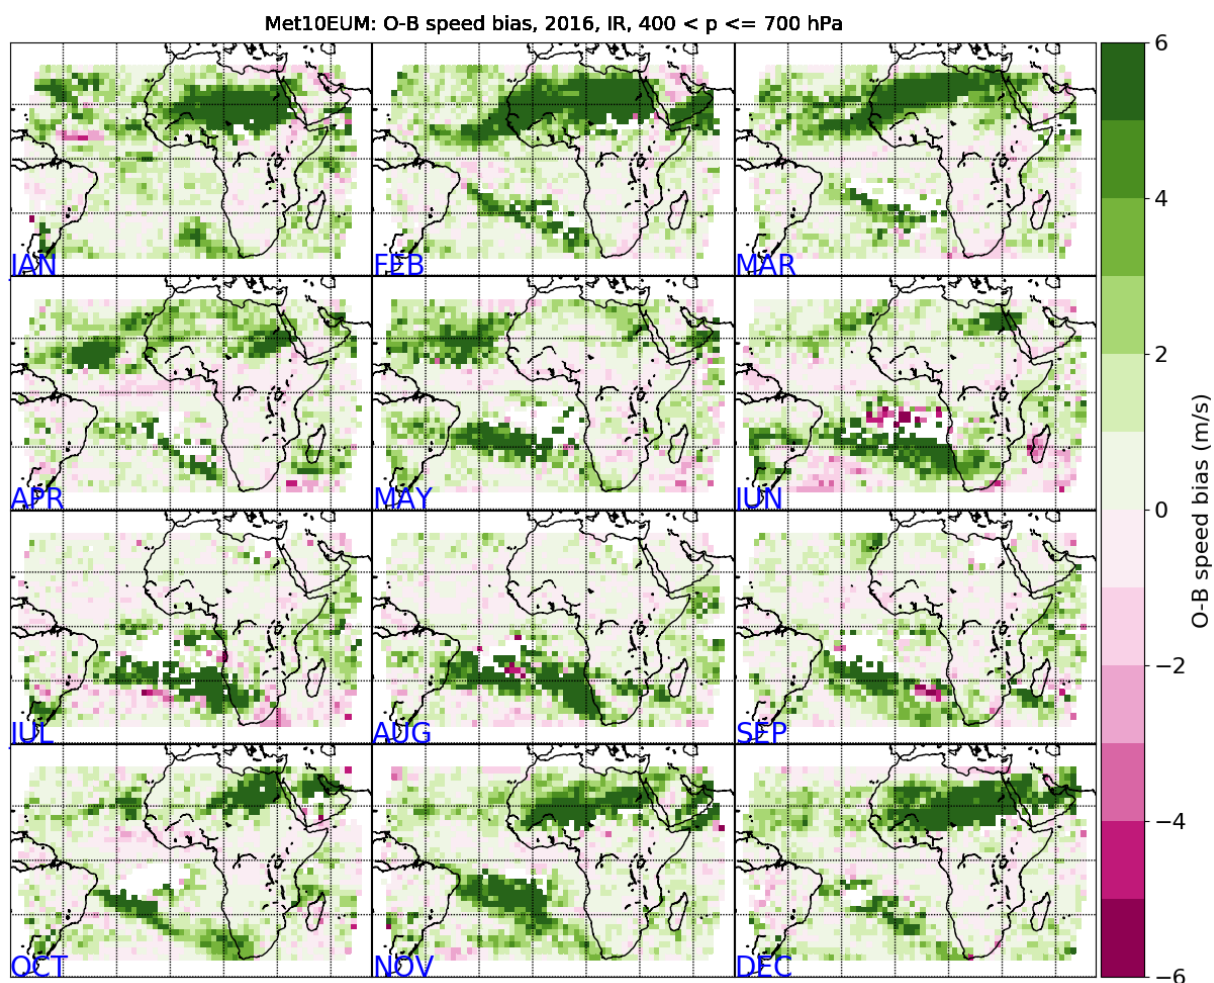 Met10EUM: O-B speed bias, 2016, IR, 400 < p <= 700 hPa
JAN
FEB
MAR
APR
MAY
JUN
JUL
AUG
SEP
OCT
NOV
DEC
6
4
2
0
−2
−4
−6
O-B speed bias (m/s)